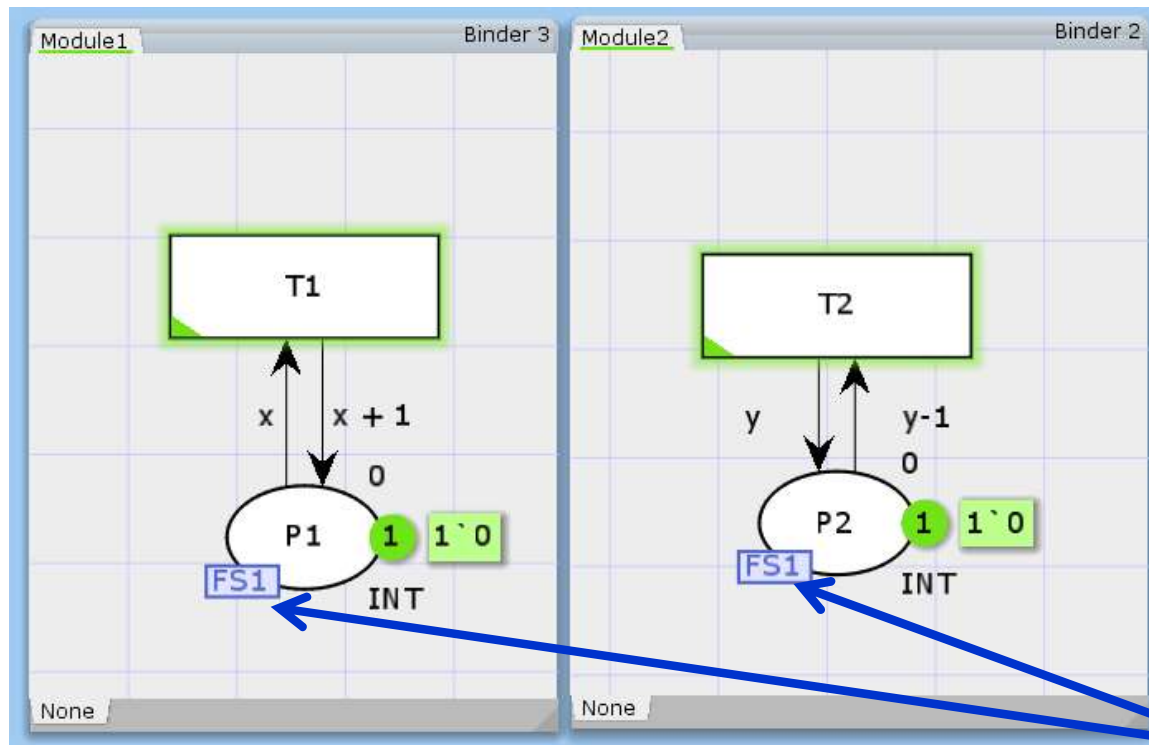 Module1
Binder 3
T1
x
x + 1
0
P1
1
1`0
FS1
INT
None
Module2
Binder 2
T2
y
y-1
0
P2
1
1`0
FS1
INT
None